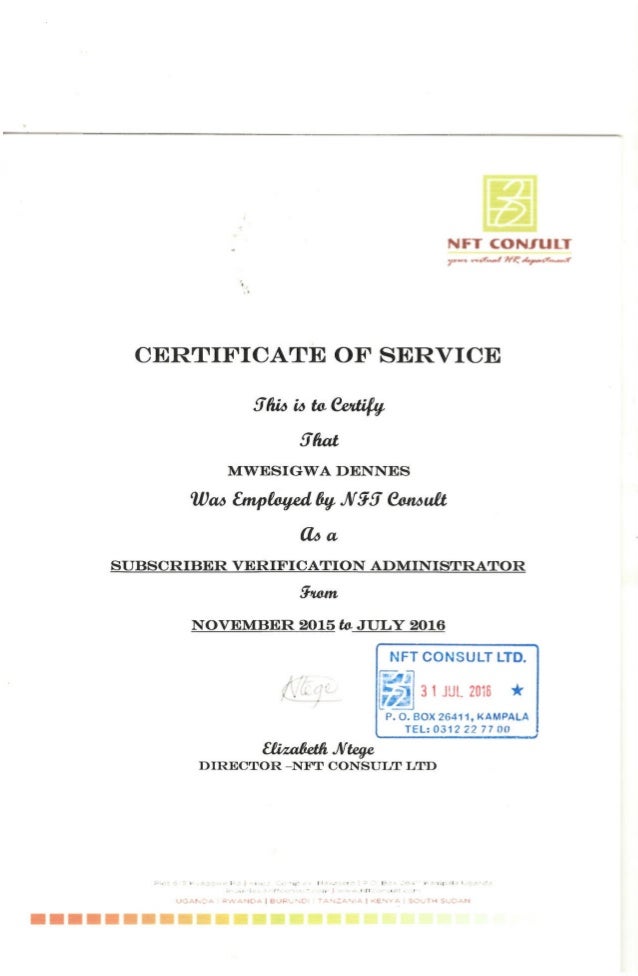 NFT CONSULT
your virtual HR department
CERTIFICATE OF SERVICE
This is to Certify
That
MWESIGWA DENNES
Was Employed by NFT Consult
As a
SUBSCRIBER VERIFICATION ADMINISTRATOR
From
NOVEMBER 2015 to JULY 2016
NFT CONSULT LTD.
31 JUL 2016 ★
P. O. BOX 26411, KAMPALA
TEL: 0312 22 77 00
Ntege
Elizabeth Ntege
DIRECTOR –NFT CONSULT LTD
UGANDA | RWANDA | BURUNDI | TANZANIA | KENYA | SOUTH SUDAN